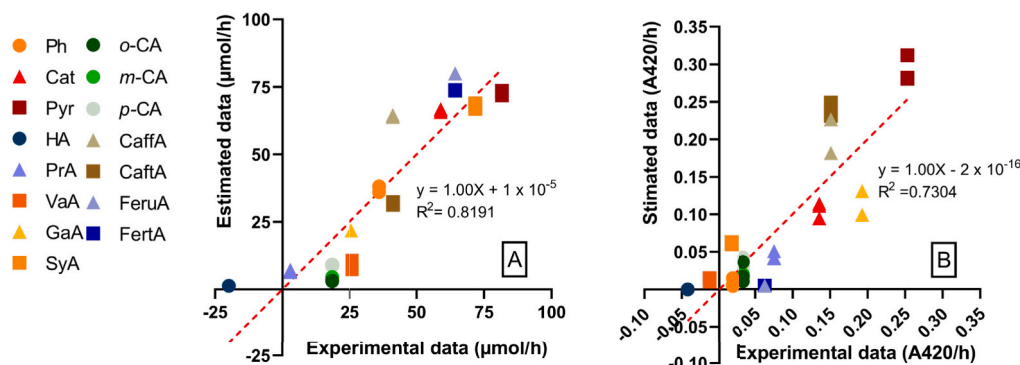 Ph
Cat
Pyr
HA
PrA
VaA
GaA
SyA
o-CA
m-CA
p-CA
CaffA
CaftA
FeruA
FertA
Estimated data (µmol/h)
100
75
50
25
-25
-25
25
50
75
100
y = 1.00X + 1 x 10-5
R2= 0.8191
A
Experimental data (µmol/h)
Stimated data (A420/h)
0.35
0.30
0.25
0.20
0.15
0.10
0.05
-0.05
-0.10
-0.10
-0.05
0.05
0.10
0.15
0.20
0.25
0.30
0.35
y = 1.00X - 2 x 10-16
R2 =0.7304
B
Experimental data (A420/h)